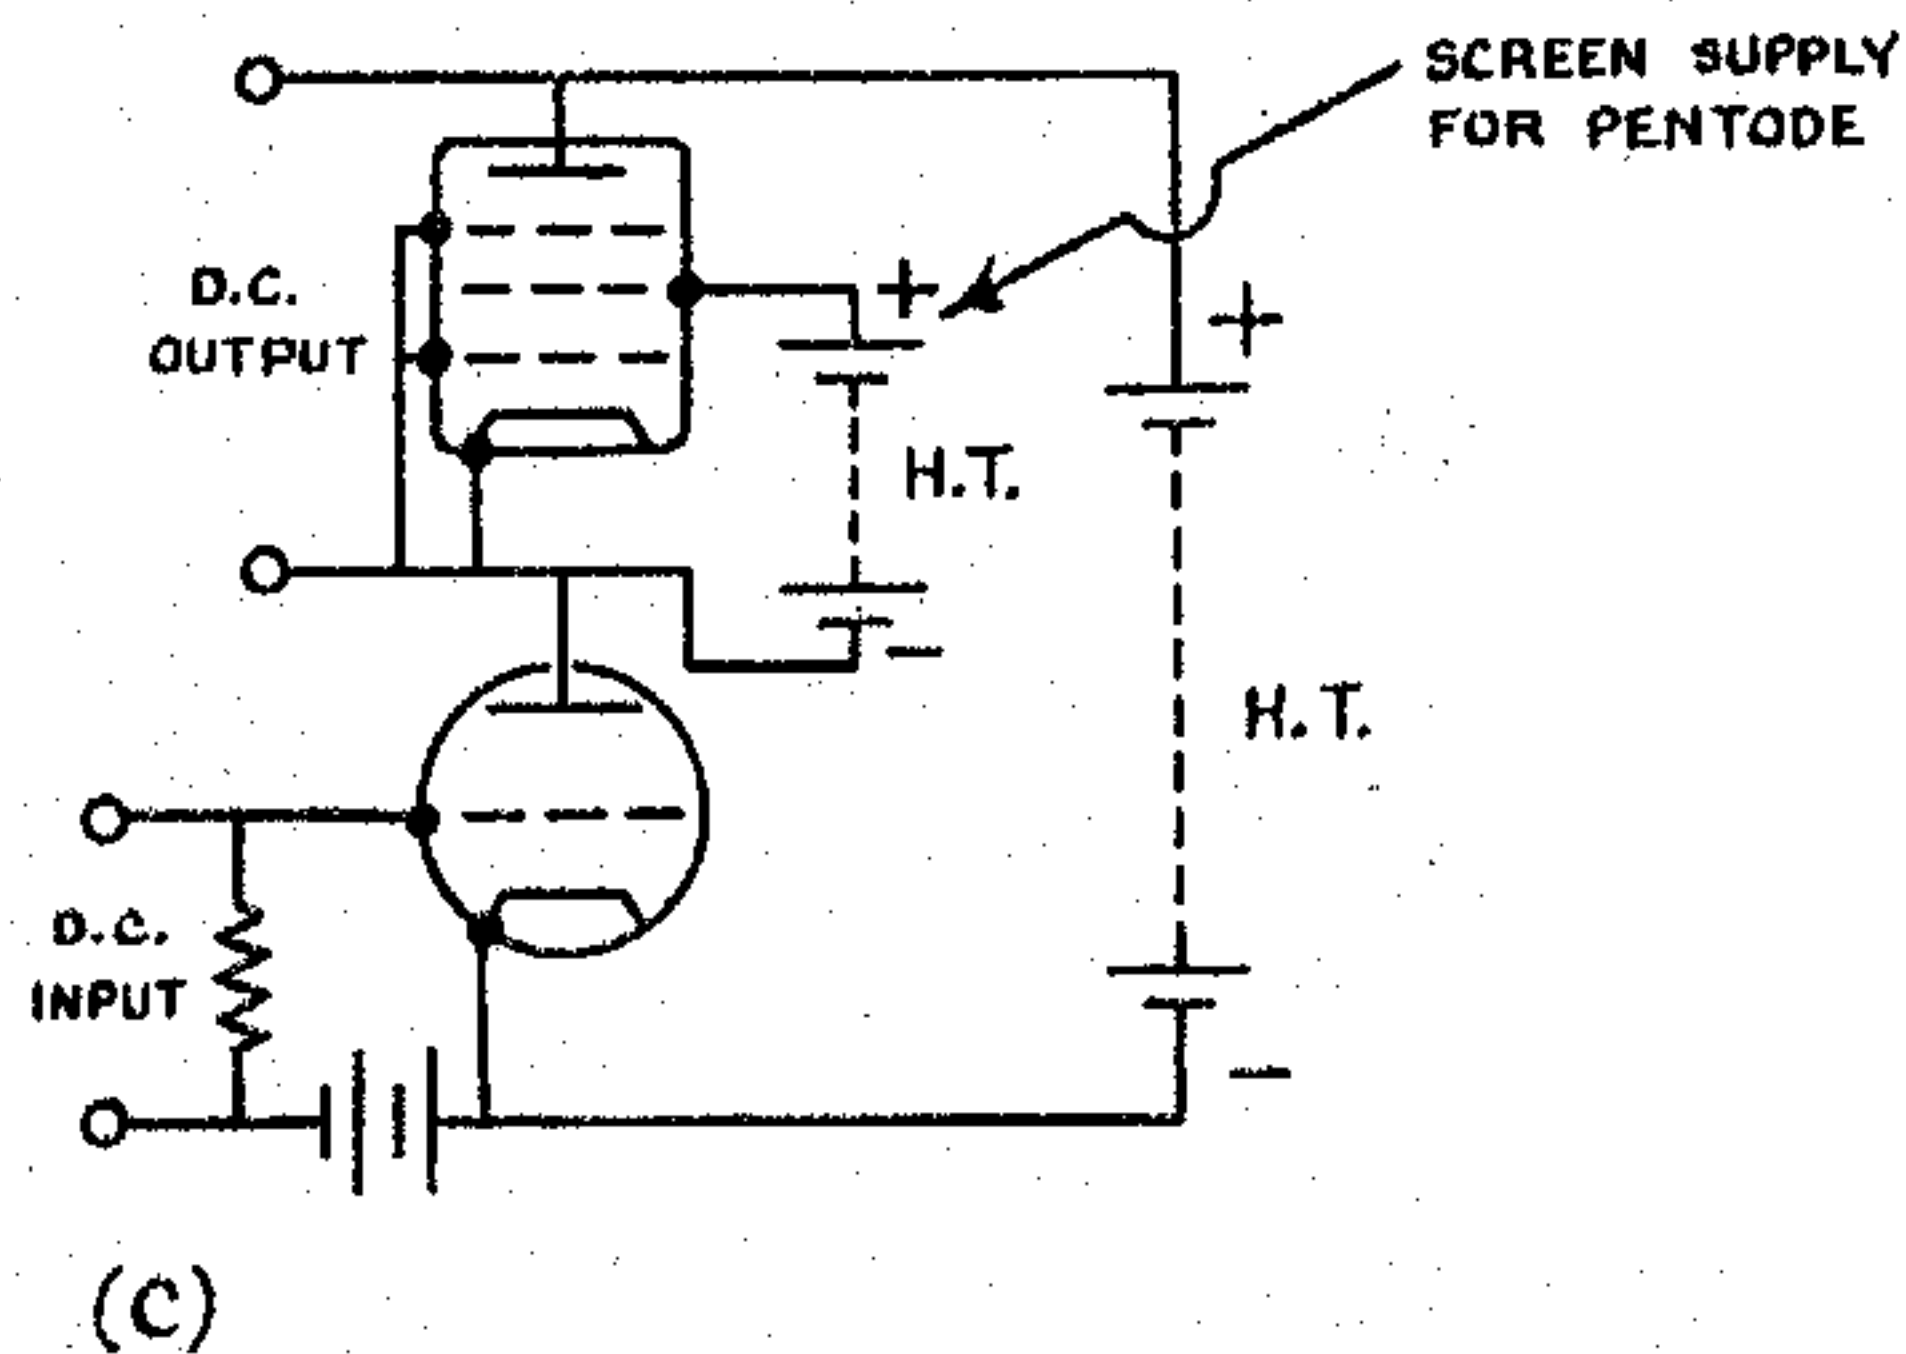 SCREEN SUPPLY
FOR PENTODE
+
+
D.C.
OUTPUT
H.T.
−
H.T.
D.C.
INPUT
−
(C)